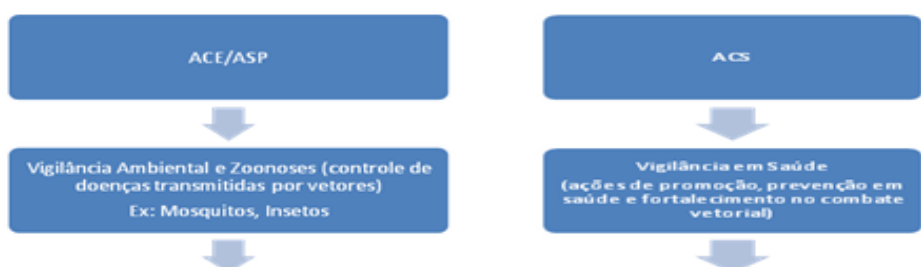 ACE/ASP
ACS
Vigilância Ambiental e Zoonoses (controle de
doenças transmitidas por vetores)
Ex: Mosquitos, Insetos
Vigilância em Saúde
(ações de promoção, prevenção em
saúde e fortalecimento no combate
vetorial)